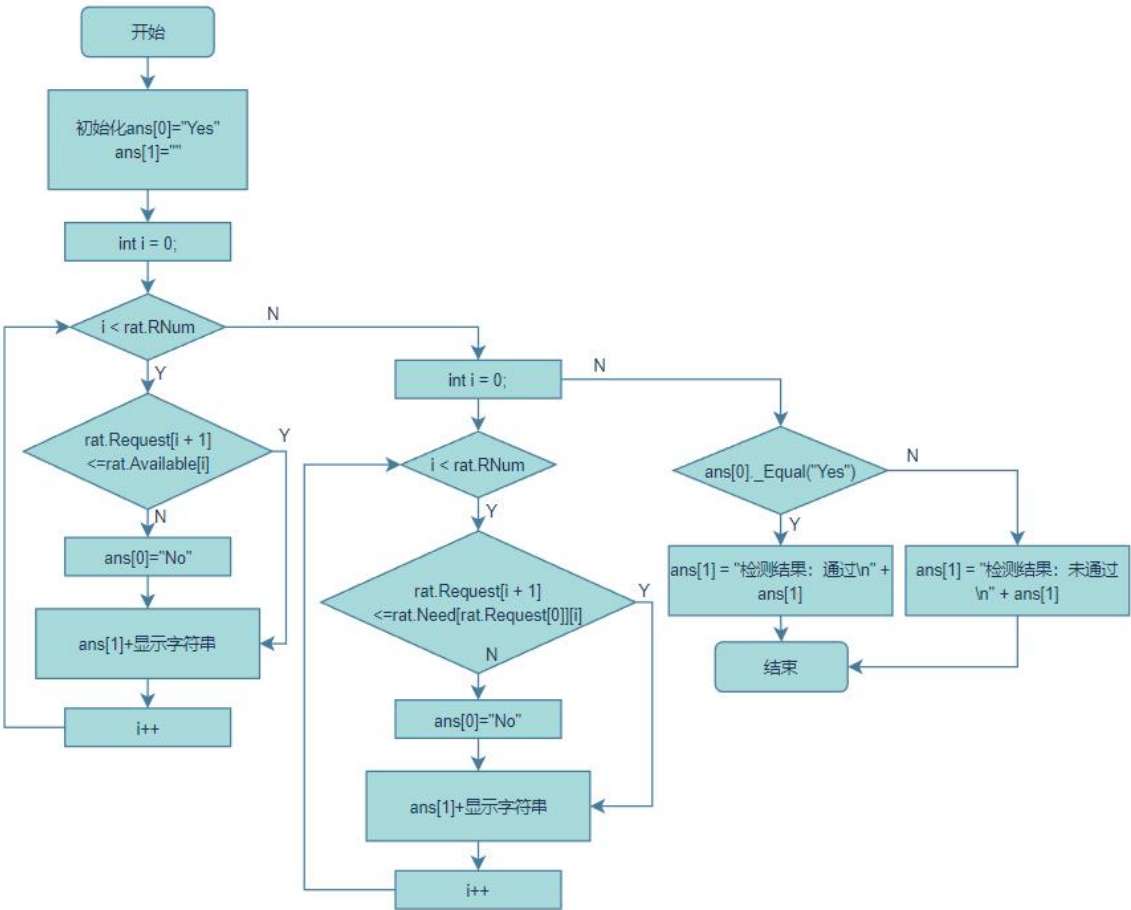 开始
初始化ans[0]="Yes"
ans[1]=""
int i = 0;
i < rat.RNum
N
Y
rat.Request[i + 1]
<=rat.Available[i]
Y
N
ans[0]="No"
ans[1]+显示字符串
i++
int i = 0;
N
i < rat.RNum
Y
rat.Request[i + 1]
<=rat.Need[rat.Request[0]][i]
Y
N
ans[0]="No"
ans[1]+显示字符串
i++
ans[0]._Equal("Yes")
N
Y
ans[1] = "检测结果：通过\n" +
ans[1]
ans[1] = "检测结果：未通过
\n" + ans[1]
结束